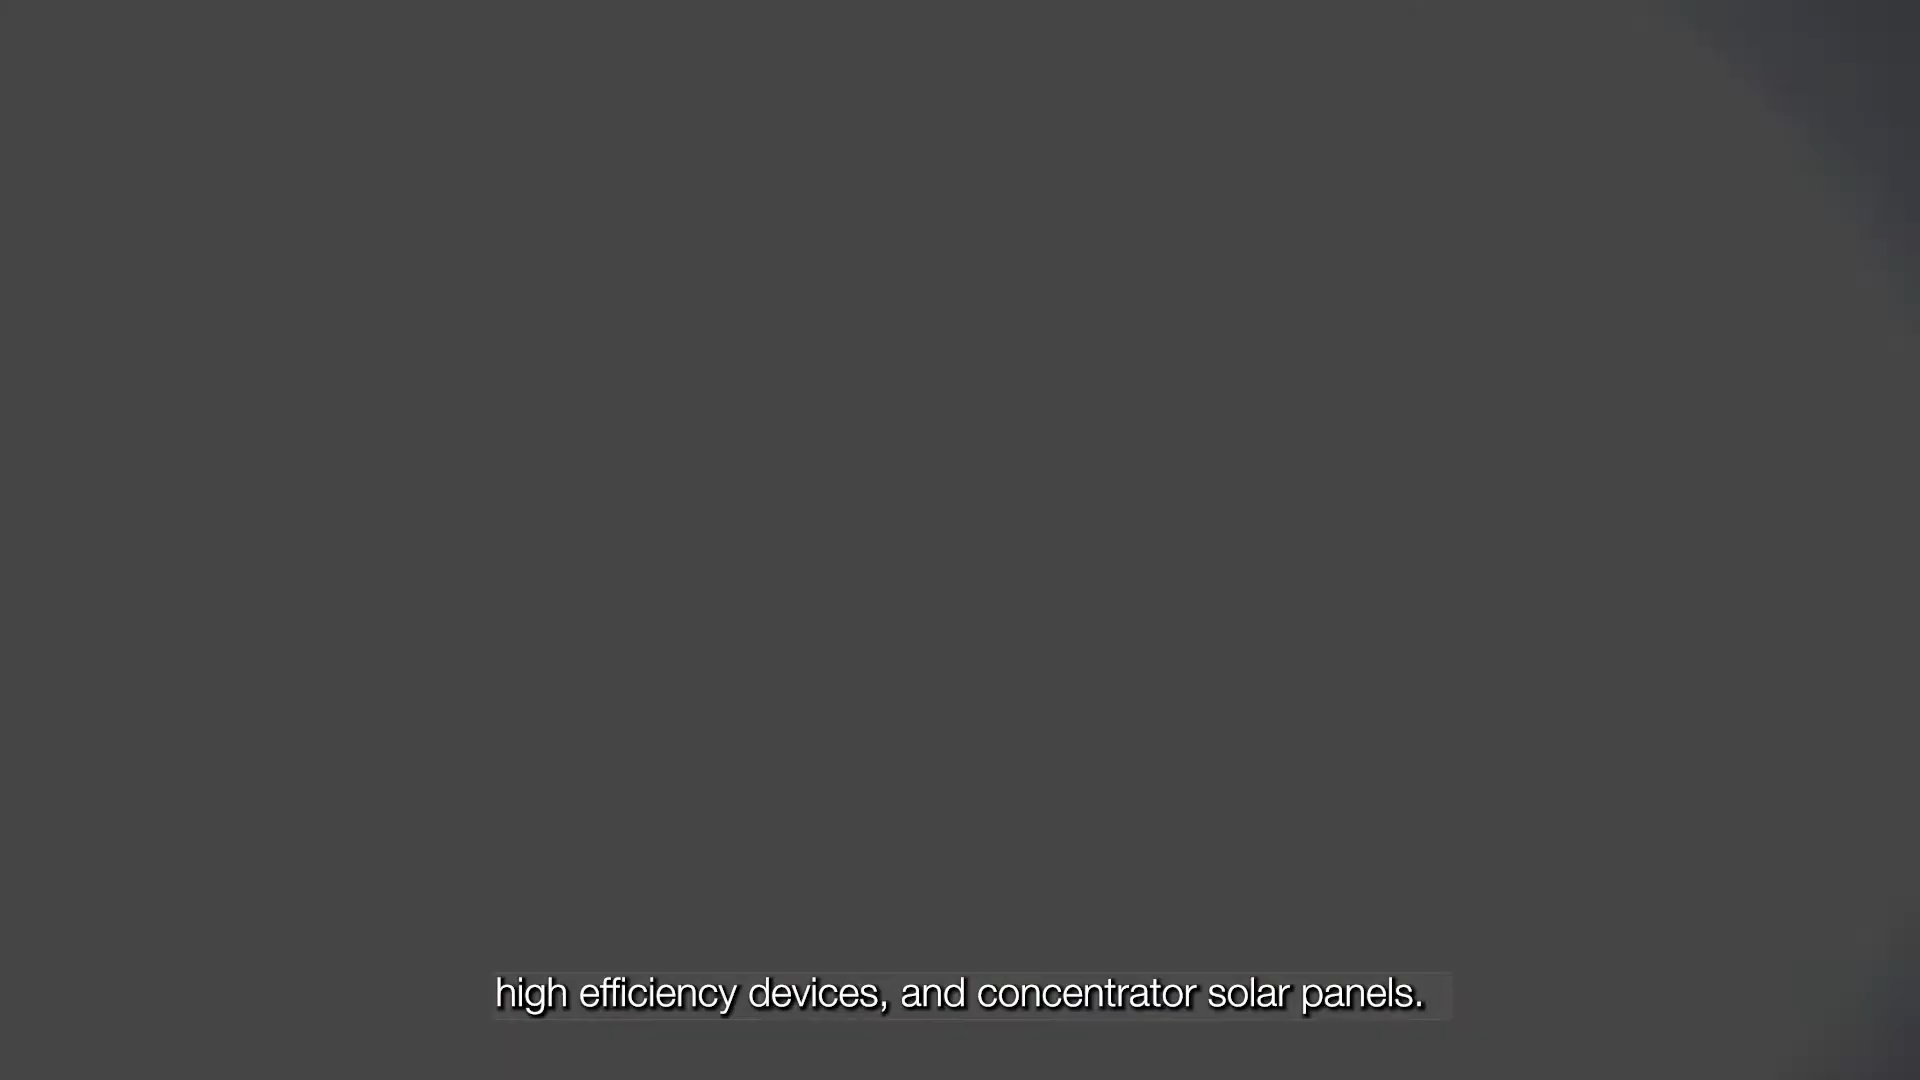 high efficiency devices, and concentrator solar panels.